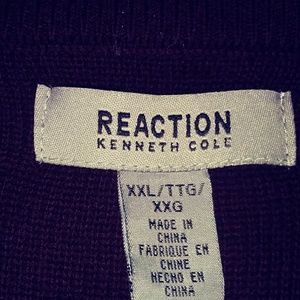 REACTION
KENNETH COLE
XXL/TTG/
XXG
MADE IN
CHINA
FABRIQUE EN
CHINE
HECHO EN
CHINA